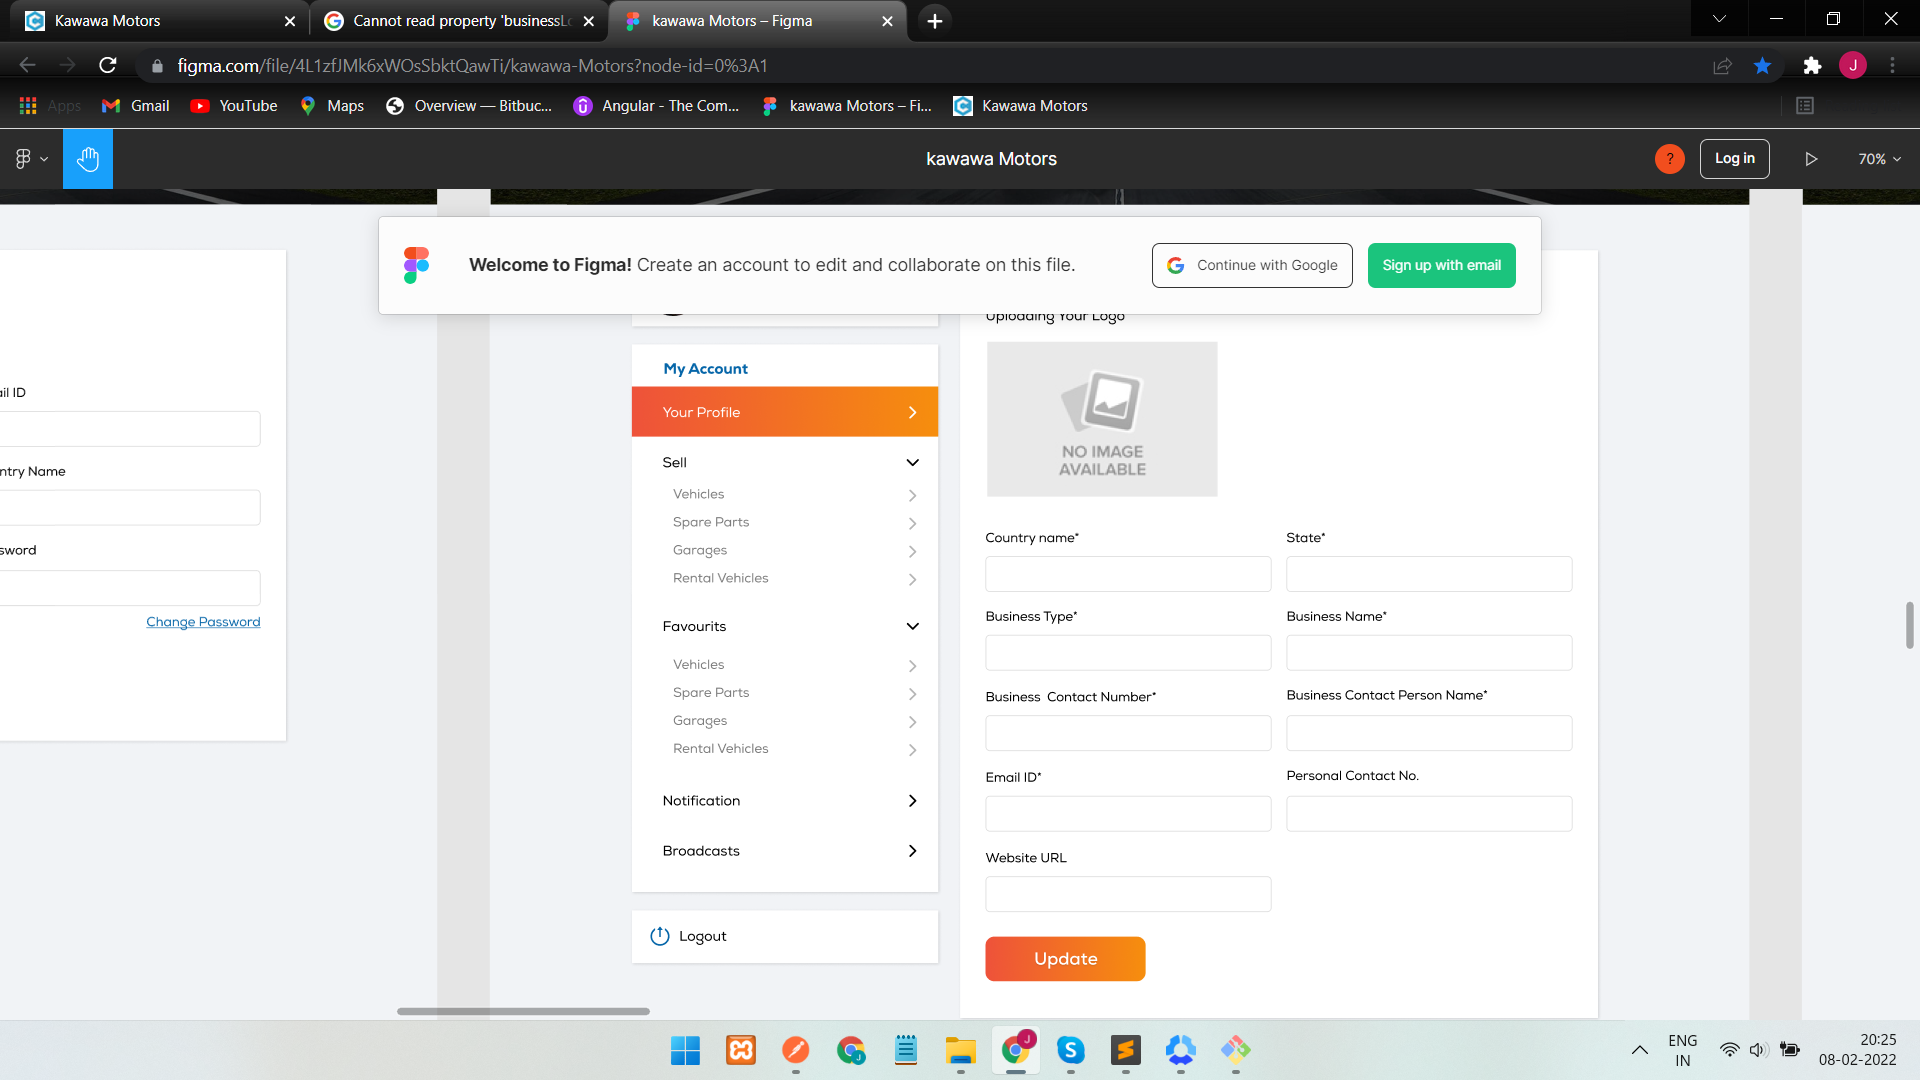 Kawawa Motors
Cannot read property 'businessLo
kawawa Motors – Figma
figma.com/file/4L1zfJMk6xWOsSbktQawTi/kawawa-Motors?node-id=0%3A1
J
Apps
Gmail
YouTube
Maps
Overview — Bitbuc...
Angular - The Com...
kawawa Motors – Fi...
Kawawa Motors
kawawa Motors
?
Log in
70%
Welcome to Figma! Create an account to edit and collaborate on this file.
Continue with Google
Sign up with email
ail ID
ntry Name
sword
Change Password
My Account
Your Profile
Sell
Vehicles
Spare Parts
Garages
Rental Vehicles
Favourits
Vehicles
Spare Parts
Garages
Rental Vehicles
Notification
Broadcasts
Logout
Uploading Your Logo
NO IMAGE
AVAILABLE
Country name*
State*
Business Type*
Business Name*
Business  Contact Number*
Business Contact Person Name*
Email ID*
Personal Contact No.
Website URL
Update
ENG
IN
20:25
08-02-2022